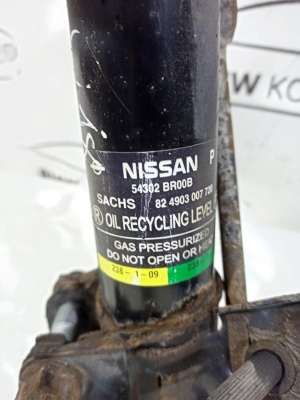 NISSAN P
54302 BR00B
SACHS 82 4903 007 720
Ⓡ OIL RECYCLING LEVEL
GAS PRESSURIZED
DO NOT OPEN OR HEAT
238-1-09